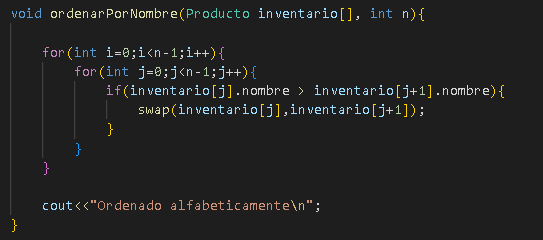 void ordenarPorNombre(Producto inventario[], int n){
for(int i=0;i<n-1;i++){
for(int j=0;j<n-1;j++){
if(inventario[j].nombre > inventario[j+1].nombre){
swap(inventario[j],inventario[j+1]);
}
}
}
cout<<"Ordenado alfabeticamente\n";
}